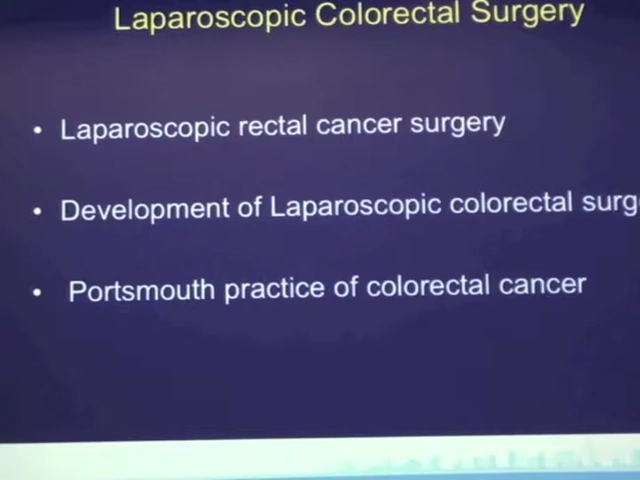 Laparoscopic Colorectal Surgery
• Laparoscopic rectal cancer surgery
• Development of Laparoscopic colorectal surg
• Portsmouth practice of colorectal cancer